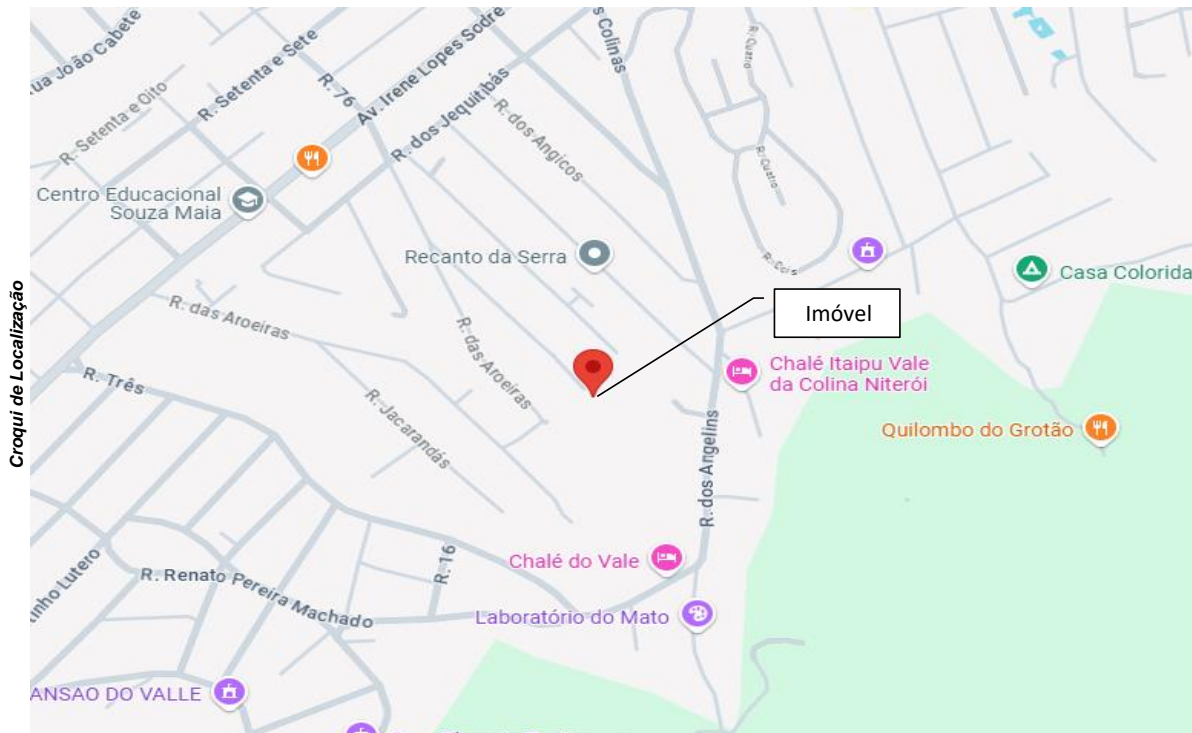 Croqui de Localização
ua João Cabete
R. Setenta e Sete
R. 76
Av. Irene Lopes Sodré
s Colinas
R. Quatro
R. Setenta e Oito
R. dos Jequitibás
R. dos Angicos
R. Quatro
Centro Educacional
Souza Maia
Recanto da Serra
R. Dois
Casa Colorida
Imóvel
R. das Aroeiras
R. das Aroeiras
R. Três
R. Jacarandás
Chalé Itaipu Vale
da Colina Niterói
Quilombo do Grotão
R. dos Angelins
Chalé do Vale
R. 16
inho Lutero
R. Renato Pereira Machado
Laboratório do Mato
ANSAO DO VALLE